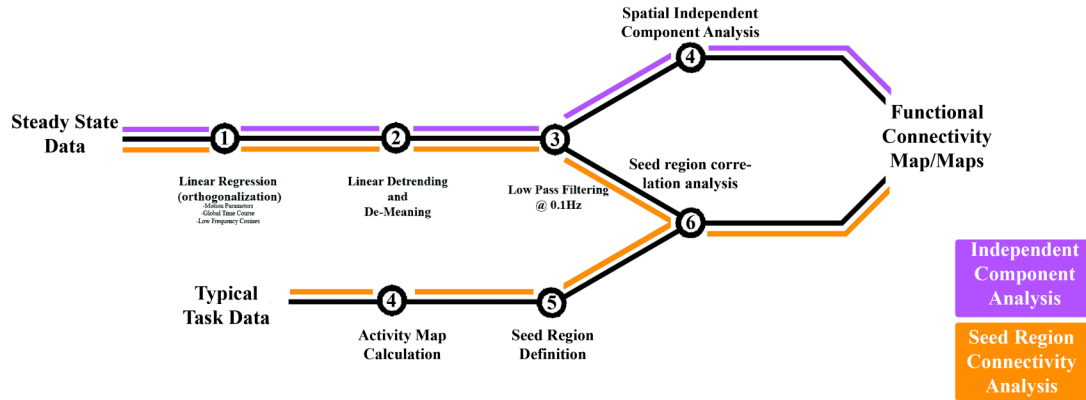 Spatial Independent
Component Analysis
4
Steady State
Data
1
2
3
Functional
Connectivity
Map/Maps
Linear Regression
(orthogonalization)
-Motion Parameters
-Global Time Course
-Low Frequency Cosines
Linear Detrending
and
De-Meaning
Low Pass Filtering
@ 0.1Hz
Seed region corre-
lation analysis
6
Typical
Task Data
4
5
Activity Map
Calculation
Seed Region
Definition
Independent
Component
Analysis
Seed Region
Connectivity
Analysis